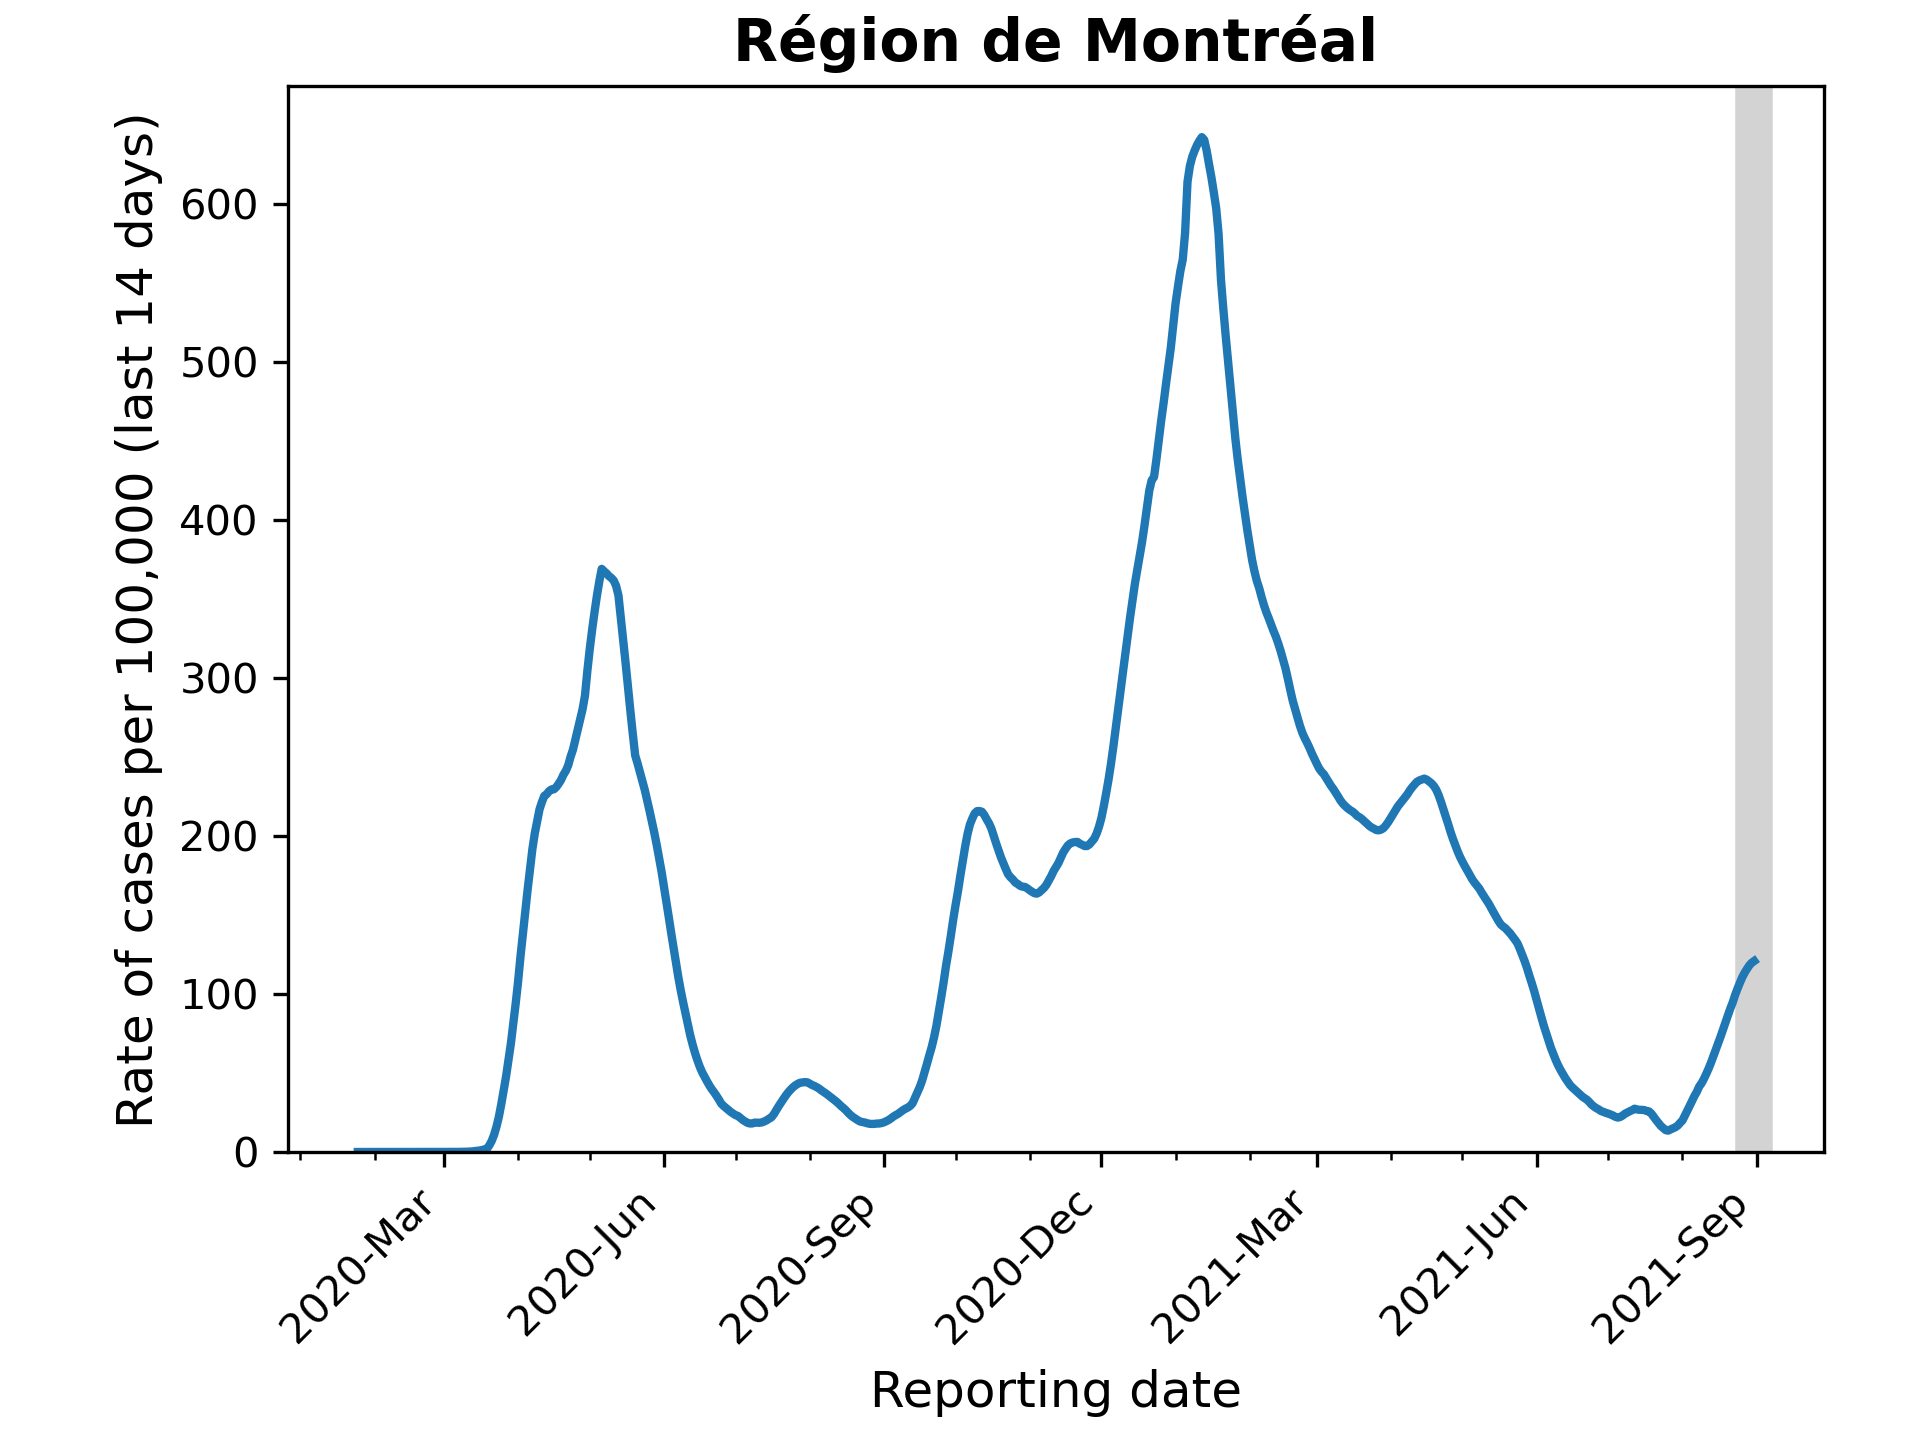 Région de Montréal
Rate of cases per 100,000 (last 14 days)
600
500
400
300
200
100
0
2020-Mar
2020-Jun
2020-Sep
2020-Dec
2021-Mar
2021-Jun
2021-Sep
Reporting date